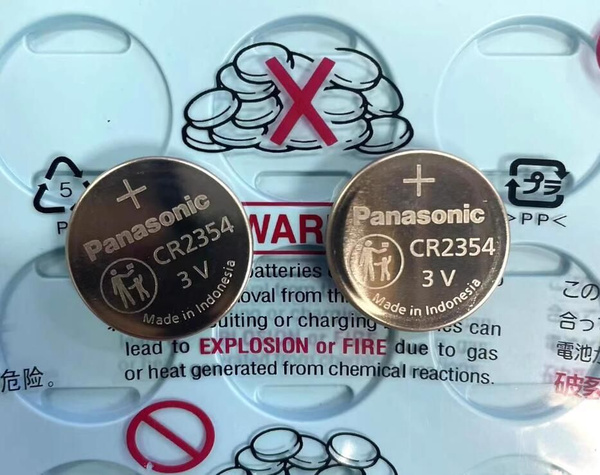 5
+
Panasonic
CR2354
3 V
Made in Indonesia
+
Panasonic
CR2354
3 V
Made in Indonesia
プラ
>PP<
WAR
batteries
oval from th
uiting or charging
can
lead to EXPLOSION or FIRE due to gas
or heat generated from chemical reactions.
危险。
この
合っ
電池が
破裂